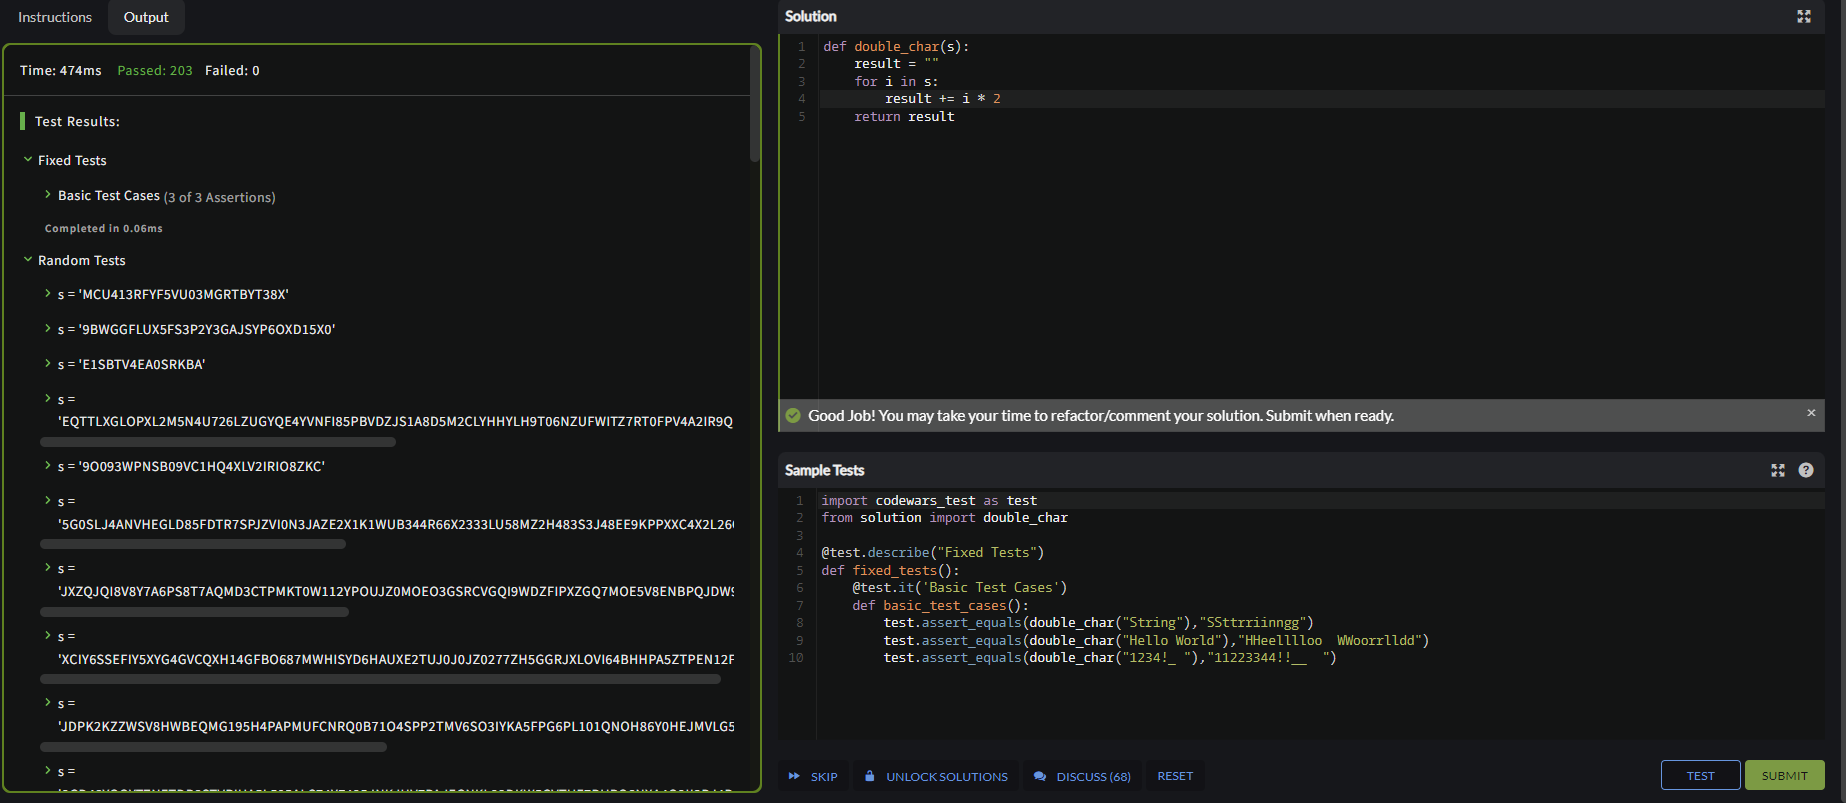 Instructions
Output
Time: 474ms Passed: 203 Failed: 0
Test Results:
Fixed Tests
Basic Test Cases (3 of 3 Assertions)
Completed in 0.06ms
Random Tests
s = 'MCU413RFYF5VU03MGRTBYT38X'
s = '9BWGGFLUX5FS3P2Y3GAJSYP6OXD15X0'
s = 'E1SBTV4EA0SRKBA'
s =
'EQTTLXGLOPXL2M5N4U726LZUGYQE4YVNFI85PBVDZJS1A8D5M2CLYHHYLH9T06NZUFWITZ7RT0FPV4A2IR9Q
s = '9O093WPNSB09VC1HQ4XLV2IRIO8ZKC'
s =
'5G0SLJ4ANVHEGLD85FDTR7SPJZVI0N3JAZE2X1K1WUB344R66X2333LU58MZ2H483S3J48EE9KPPXXC4X2L26
s =
'JXZQJQI8V8Y7A6PS8T7AQMD3CTPMKT0W112YPOUJZ0MOEO3GSRCVGQI9WDZFIPXZGQ7MOE5V8ENBPQJDW9
s =
'XCIY6SSEFIY5XYG4GVCQXH14GFBO687MWHISYD6HAUXE2TUJ0J0JZ0277ZH5GGRJXLOVI64BHHPA5ZTPEN12F
s =
'JDPK2KZZWSV8HWBEQMG195H4PAPMUFCNRQ0B71O4SPP2TMV6SO3IYKA5FPG6PL101QNOH86Y0HEJMVLG5
s =
Solution
1 def double_char(s):
2     result = ""
3     for i in s:
4         result += i * 2
5     return result
Good Job! You may take your time to refactor/comment your solution. Submit when ready.
Sample Tests
1 import codewars_test as test
2 from solution import double_char
3
4 @test.describe("Fixed Tests")
5 def fixed_tests():
6     @test.it('Basic Test Cases')
7     def basic_test_cases():
8         test.assert_equals(double_char("String"),"SSttrriinngg")
9         test.assert_equals(double_char("Hello World"),"HHeelllloo  WWoorrlldd")
10         test.assert_equals(double_char("1234!_ "),"11223344!!__  ")
SKIP
UNLOCK SOLUTIONS
DISCUSS (68)
RESET
TEST
SUBMIT